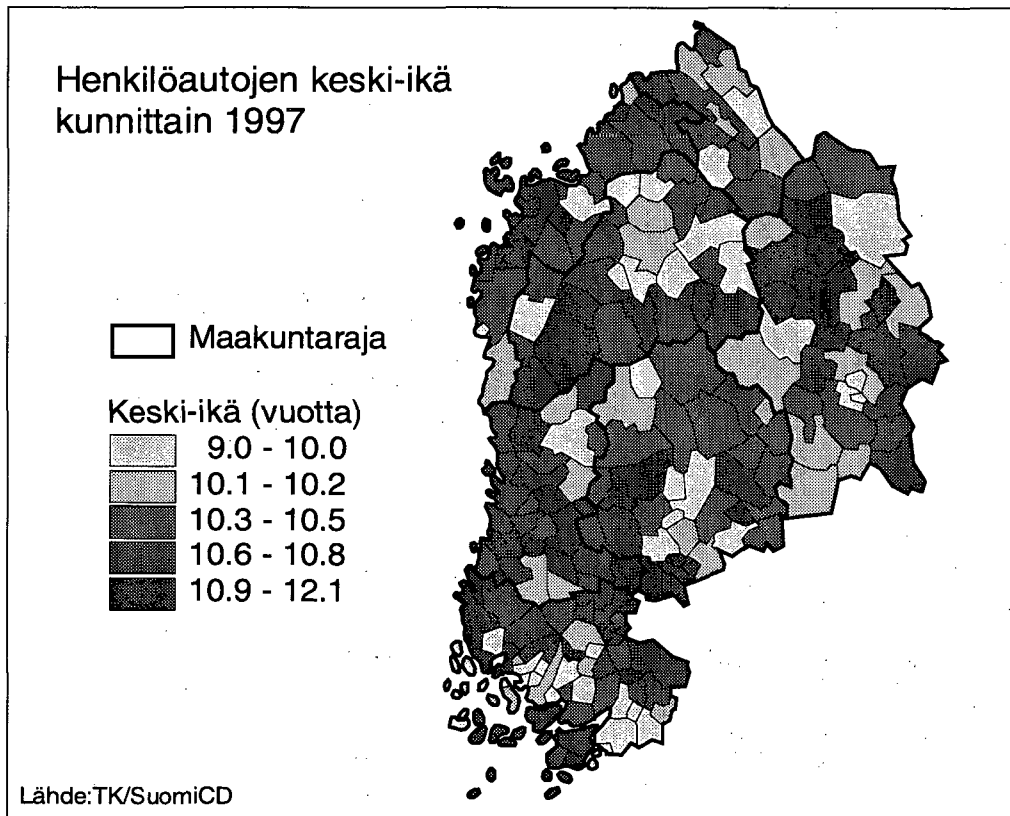 Henkilöautojen keski-ikä
kunnittain 1997
Maakuntaraja
Keski-ikä (vuotta)
9.0 - 10.0
10.1 - 10.2
10.3 - 10.5
10.6 - 10.8
10.9 - 12.1
Lähde:TK/SuomiCD